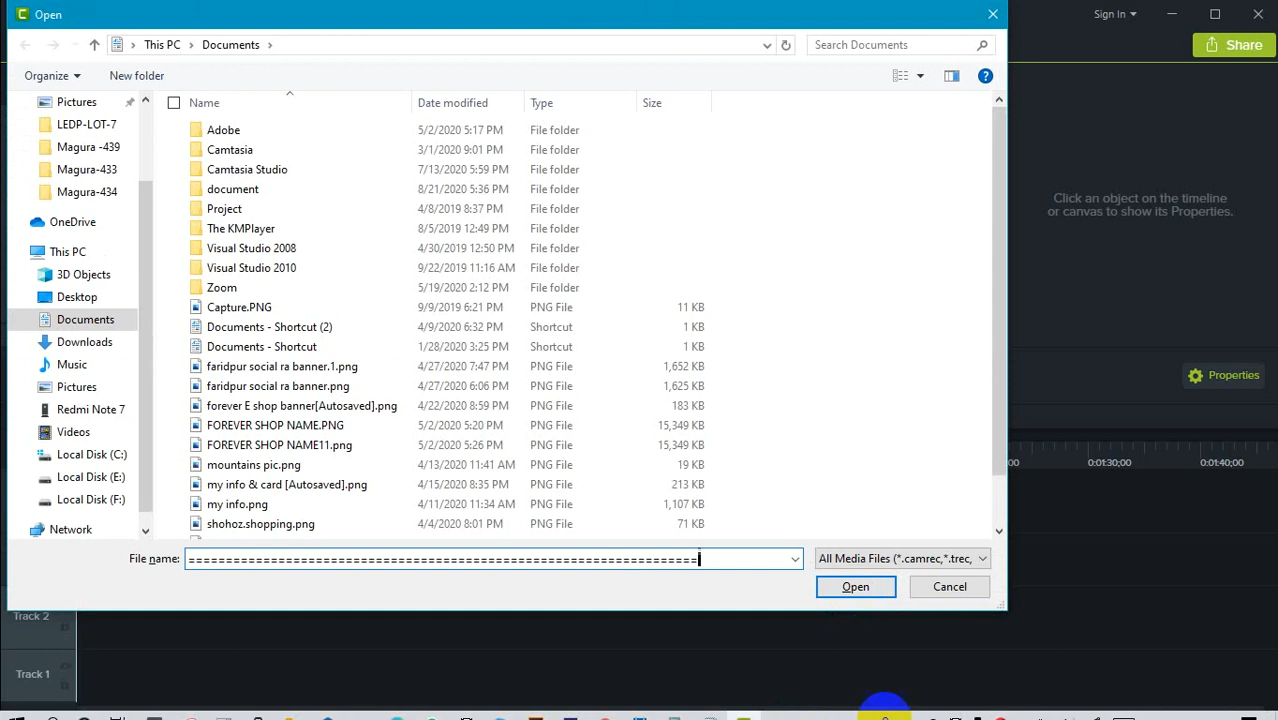 Open
Sign In
Share
This PC
Documents
Search Documents
Organize
New folder
Name
Date modified
Type
Size
Pictures
LEDP-LOT-7
Magura -439
Magura-433
Magura-434
OneDrive
This PC
3D Objects
Desktop
Documents
Downloads
Music
Pictures
Redmi Note 7
Videos
Local Disk (C:)
Local Disk (E:)
Local Disk (F:)
Network
Adobe 5/2/2020 5:17 PM File folder
Camtasia 3/1/2020 9:01 PM File folder
Camtasia Studio 7/13/2020 5:59 PM File folder
document 8/21/2020 5:36 PM File folder
Project 4/8/2019 8:37 PM File folder
The KMPlayer 8/5/2019 12:49 PM File folder
Visual Studio 2008 4/30/2019 12:50 PM File folder
Visual Studio 2010 9/22/2019 11:16 AM File folder
Zoom 5/19/2020 2:12 PM File folder
Capture.PNG 9/9/2019 6:21 PM PNG File 11 KB
Documents - Shortcut (2) 4/9/2020 6:32 PM Shortcut 1 KB
Documents - Shortcut 1/28/2020 3:25 PM Shortcut 1 KB
faridpur social ra banner.1.png 4/27/2020 7:47 PM PNG File 1,652 KB
faridpur social ra banner.png 4/27/2020 6:06 PM PNG File 1,625 KB
forever E shop banner[Autosaved].png 4/22/2020 8:59 PM PNG File 183 KB
FOREVER SHOP NAME.PNG 5/2/2020 5:20 PM PNG File 15,349 KB
FOREVER SHOP NAME11.png 5/2/2020 5:26 PM PNG File 15,349 KB
mountains pic.png 4/13/2020 11:41 AM PNG File 19 KB
my info & card [Autosaved].png 4/15/2020 8:35 PM PNG File 213 KB
my info.png 4/11/2020 11:34 AM PNG File 1,107 KB
shohoz.shopping.png 4/4/2020 8:01 PM PNG File 71 KB
File name: ====================================================================
All Media Files (*.camrec,*.trec,
Open
Cancel
Click an object on the timeline
or canvas to show its Properties.
Properties
00
0:01:30;00
0:01:40;00
Track 2
Track 1